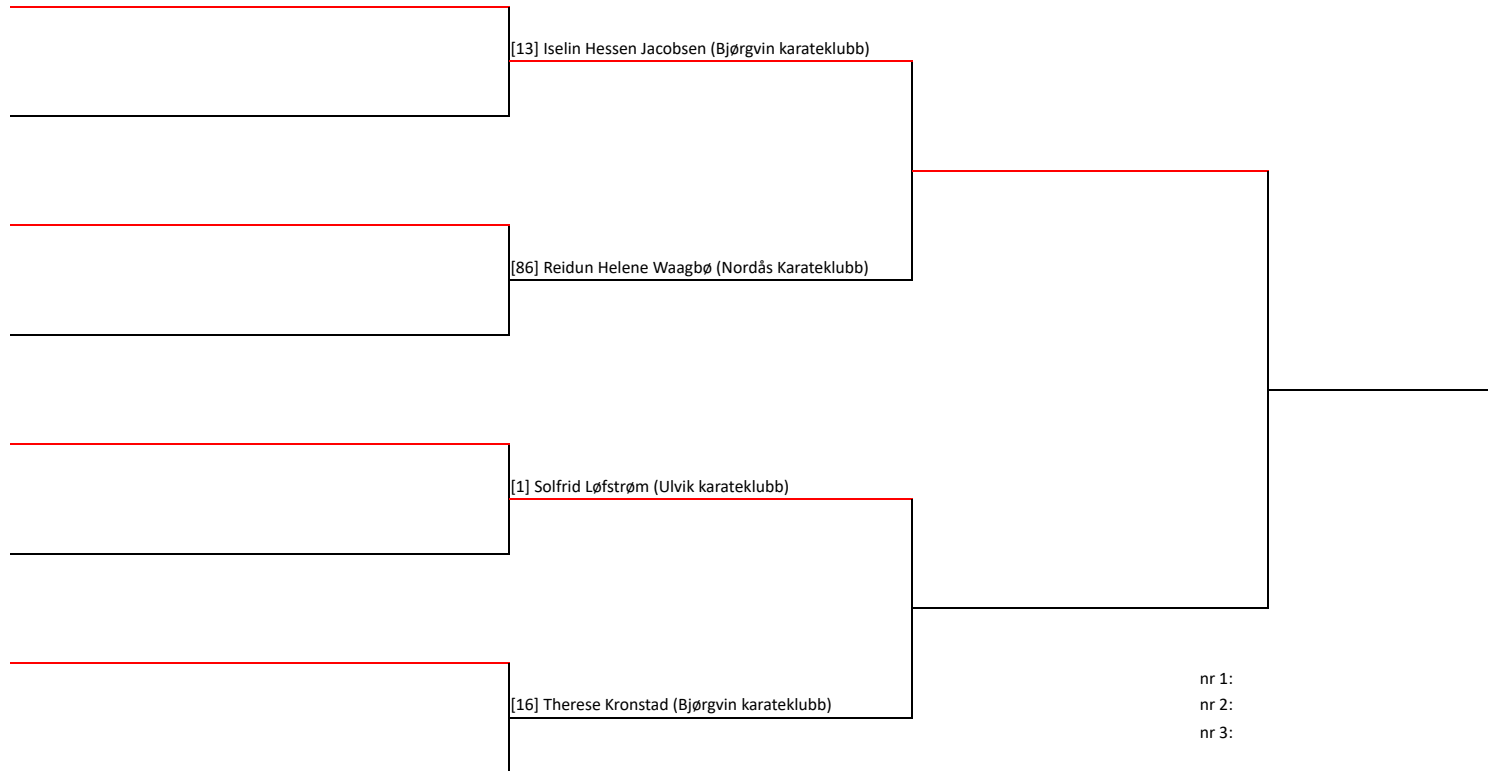 [13] Iselin Hessen Jacobsen (Bjørgvin karateklubb)
[86] Reidun Helene Waagbø (Nordås Karateklubb)
[1] Solfrid Løfstrøm (Ulvik karateklubb)
[16] Therese Kronstad (Bjørgvin karateklubb)
nr 1:
nr 2:
nr 3: